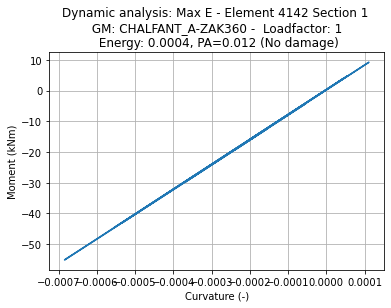 Dynamic analysis: Max E - Element 4142 Section 1
GM: CHALFANT_A-ZAK360 -  Loadfactor: 1
Energy: 0.0004, PA=0.012 (No damage)
10
0
−10
−20
−30
−40
−50
Moment (kNm)
−0.0007 −0.0006 −0.0005 −0.0004 −0.0003 −0.0002 −0.0001 0.0000 0.0001
Curvature (-)